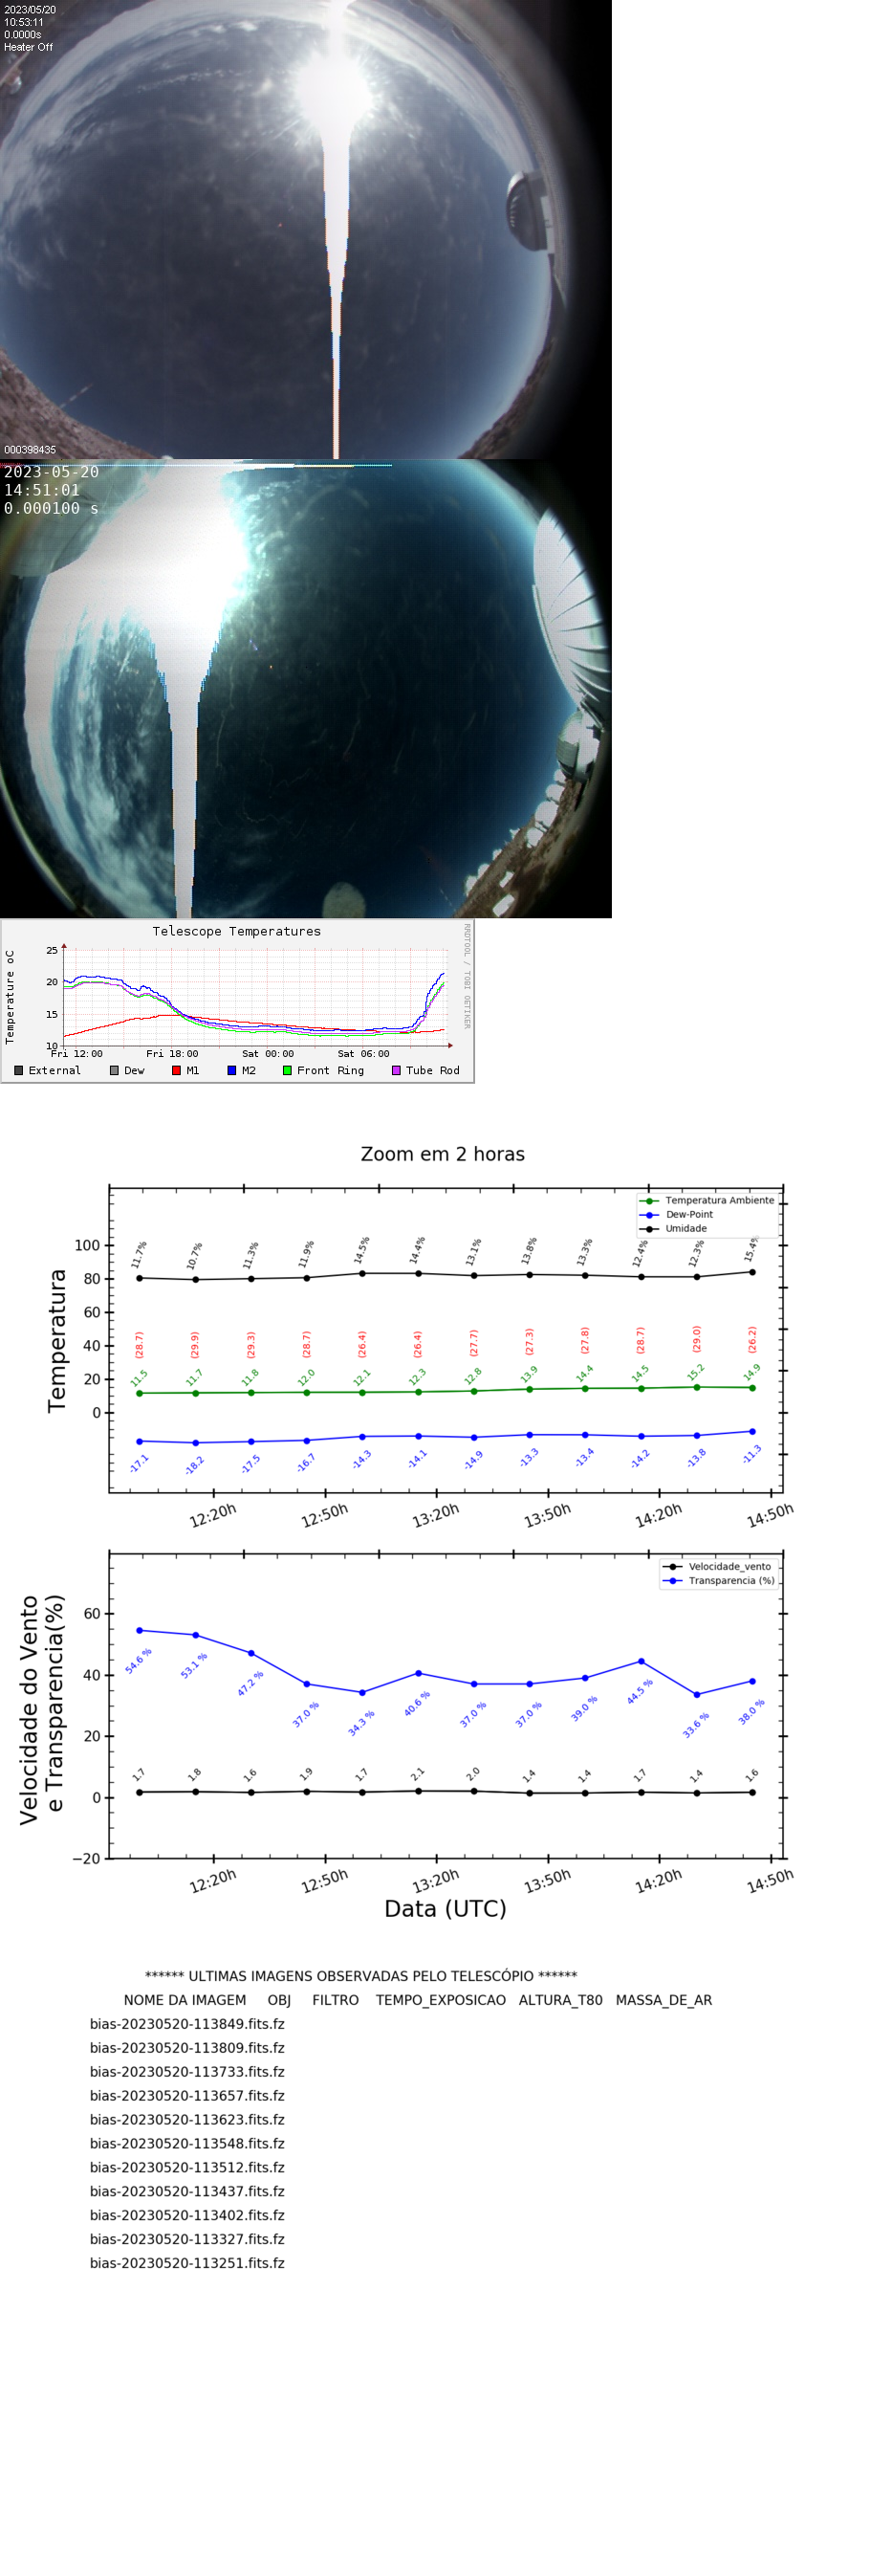 2023/05/20
10:53:11
0.0000s
Heater Off
000398435
2023-05-20
14:51:01
0.000100 s
Telescope Temperatures
RRDTOOL / TOBI OETIKER
Temperature oC
25
20
15
10
Fri 12:00 Fri 18:00 Sat 00:00 Sat 06:00
External Dew M1 M2 Front Ring Tube Rod
Zoom em 2 horas
Temperatura Ambiente
Dew-Point
Umidade
Temperatura
100
80
60
40
20
0
11.7% 10.7% 11.3% 11.9% 14.5% 14.4% 13.1% 13.8% 13.3% 12.4% 12.3% 15.4%
(28.7) (29.9) (29.3) (28.7) (26.4) (26.4) (27.7) (27.3) (27.8) (28.7) (29.0) (26.2)
11.5 11.7 11.8 12.0 12.1 12.3 12.8 13.9 14.4 14.5 15.2 14.9
-17.1 -18.2 -17.5 -16.7 -14.3 -14.1 -14.9 -13.3 -13.4 -14.2 -13.8 -11.3
12:20h 12:50h 13:20h 13:50h 14:20h 14:50h
Velocidade_vento
Transparencia (%)
Velocidade do Vento
e Transparencia(%)
60
40
20
0
−20
54.6 % 53.1 % 47.2 % 37.0 % 34.3 % 40.6 % 37.0 % 37.0 % 39.0 % 44.5 % 33.6 % 38.0 %
1.7 1.8 1.6 1.9 1.7 2.1 2.0 1.4 1.4 1.7 1.4 1.6
12:20h 12:50h 13:20h 13:50h 14:20h 14:50h
Data (UTC)
****** ULTIMAS IMAGENS OBSERVADAS PELO TELESCÓPIO ******
NOME DA IMAGEM OBJ FILTRO TEMPO_EXPOSICAO ALTURA_T80 MASSA_DE_AR
bias-20230520-113849.fits.fz
bias-20230520-113809.fits.fz
bias-20230520-113733.fits.fz
bias-20230520-113657.fits.fz
bias-20230520-113623.fits.fz
bias-20230520-113548.fits.fz
bias-20230520-113512.fits.fz
bias-20230520-113437.fits.fz
bias-20230520-113402.fits.fz
bias-20230520-113327.fits.fz
bias-20230520-113251.fits.fz